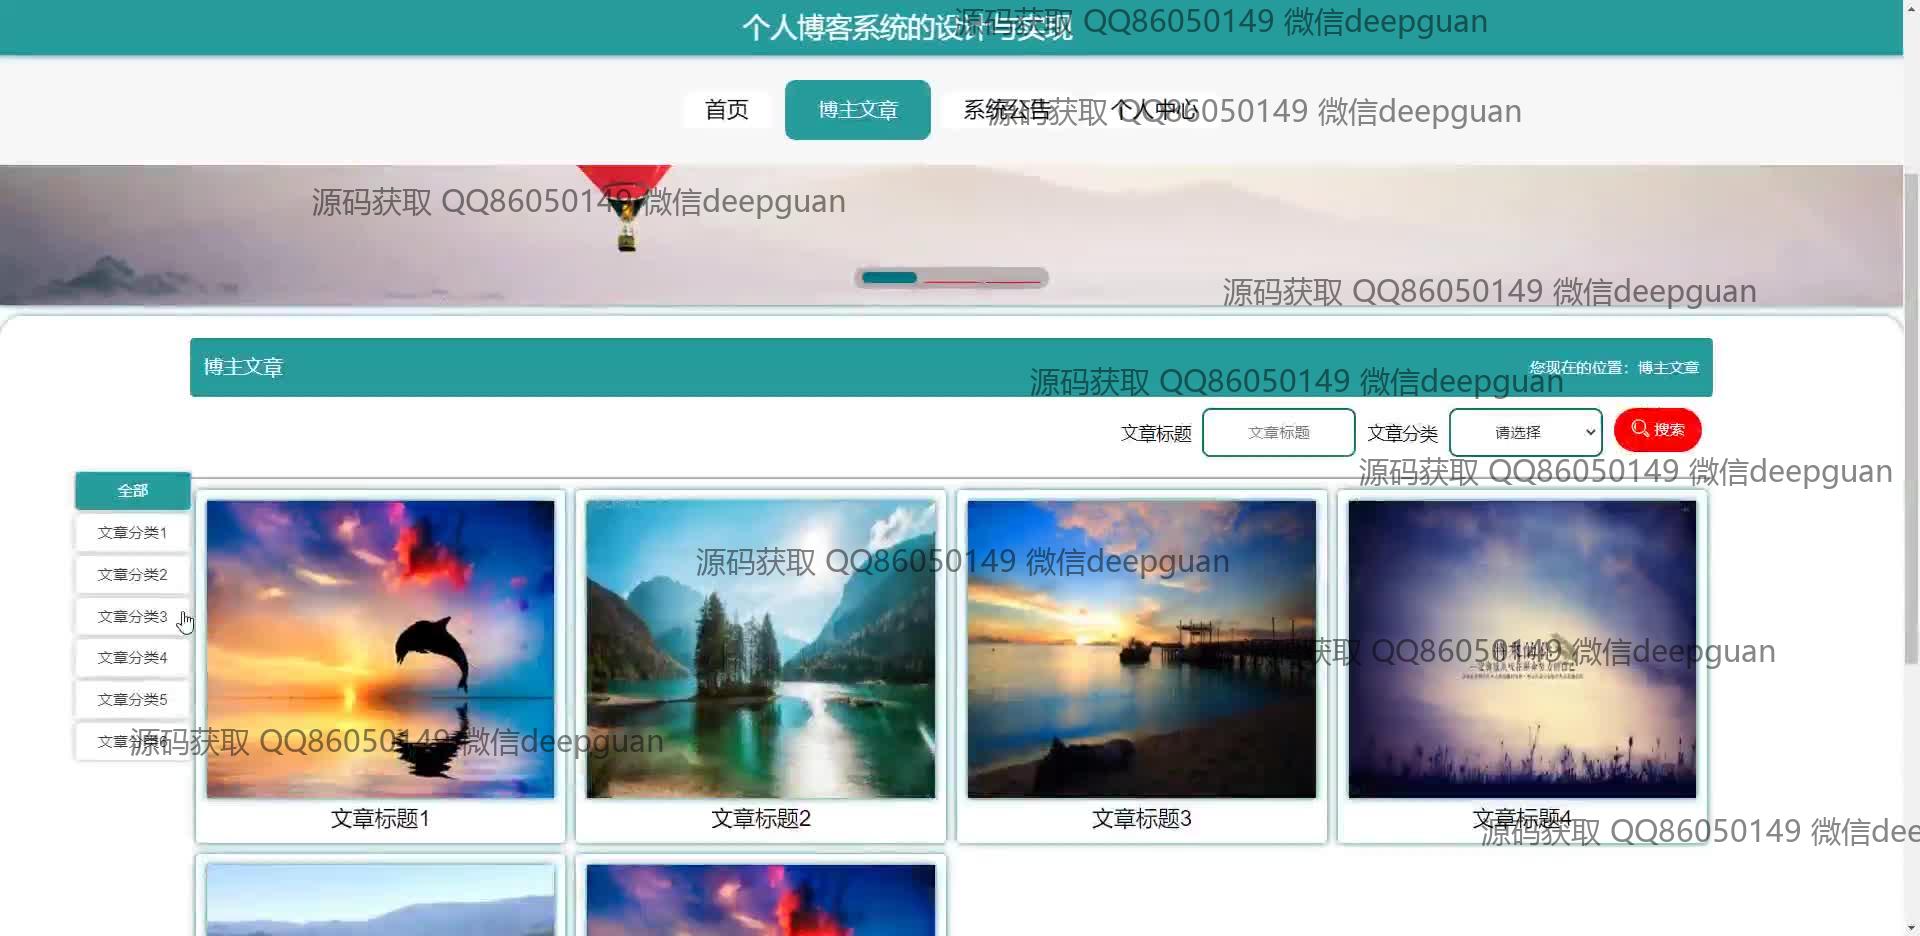 个人博客系统的设计与实现
源码获取 QQ86050149 微信deepguan
首页
博主文章
系统公告
个人中心
源码获取 QQ86050149 微信deepguan
源码获取 QQ86050149 微信deepguan
源码获取 QQ86050149 微信deepguan
博主文章
您现在的位置：博主文章
源码获取 QQ86050149 微信deepguan
文章标题
文章标题
文章分类
请选择
搜索
源码获取 QQ86050149 微信deepguan
全部
文章分类1
文章分类2
文章分类3
文章分类4
文章分类5
文章分类6
源码获取 QQ86050149 微信deepguan
源码获取 QQ86050149 微信deepguan
源码获取 QQ86050149 微信deepguan
文章标题1
文章标题2
文章标题3
文章标题4
源码获取 QQ86050149 微信dee